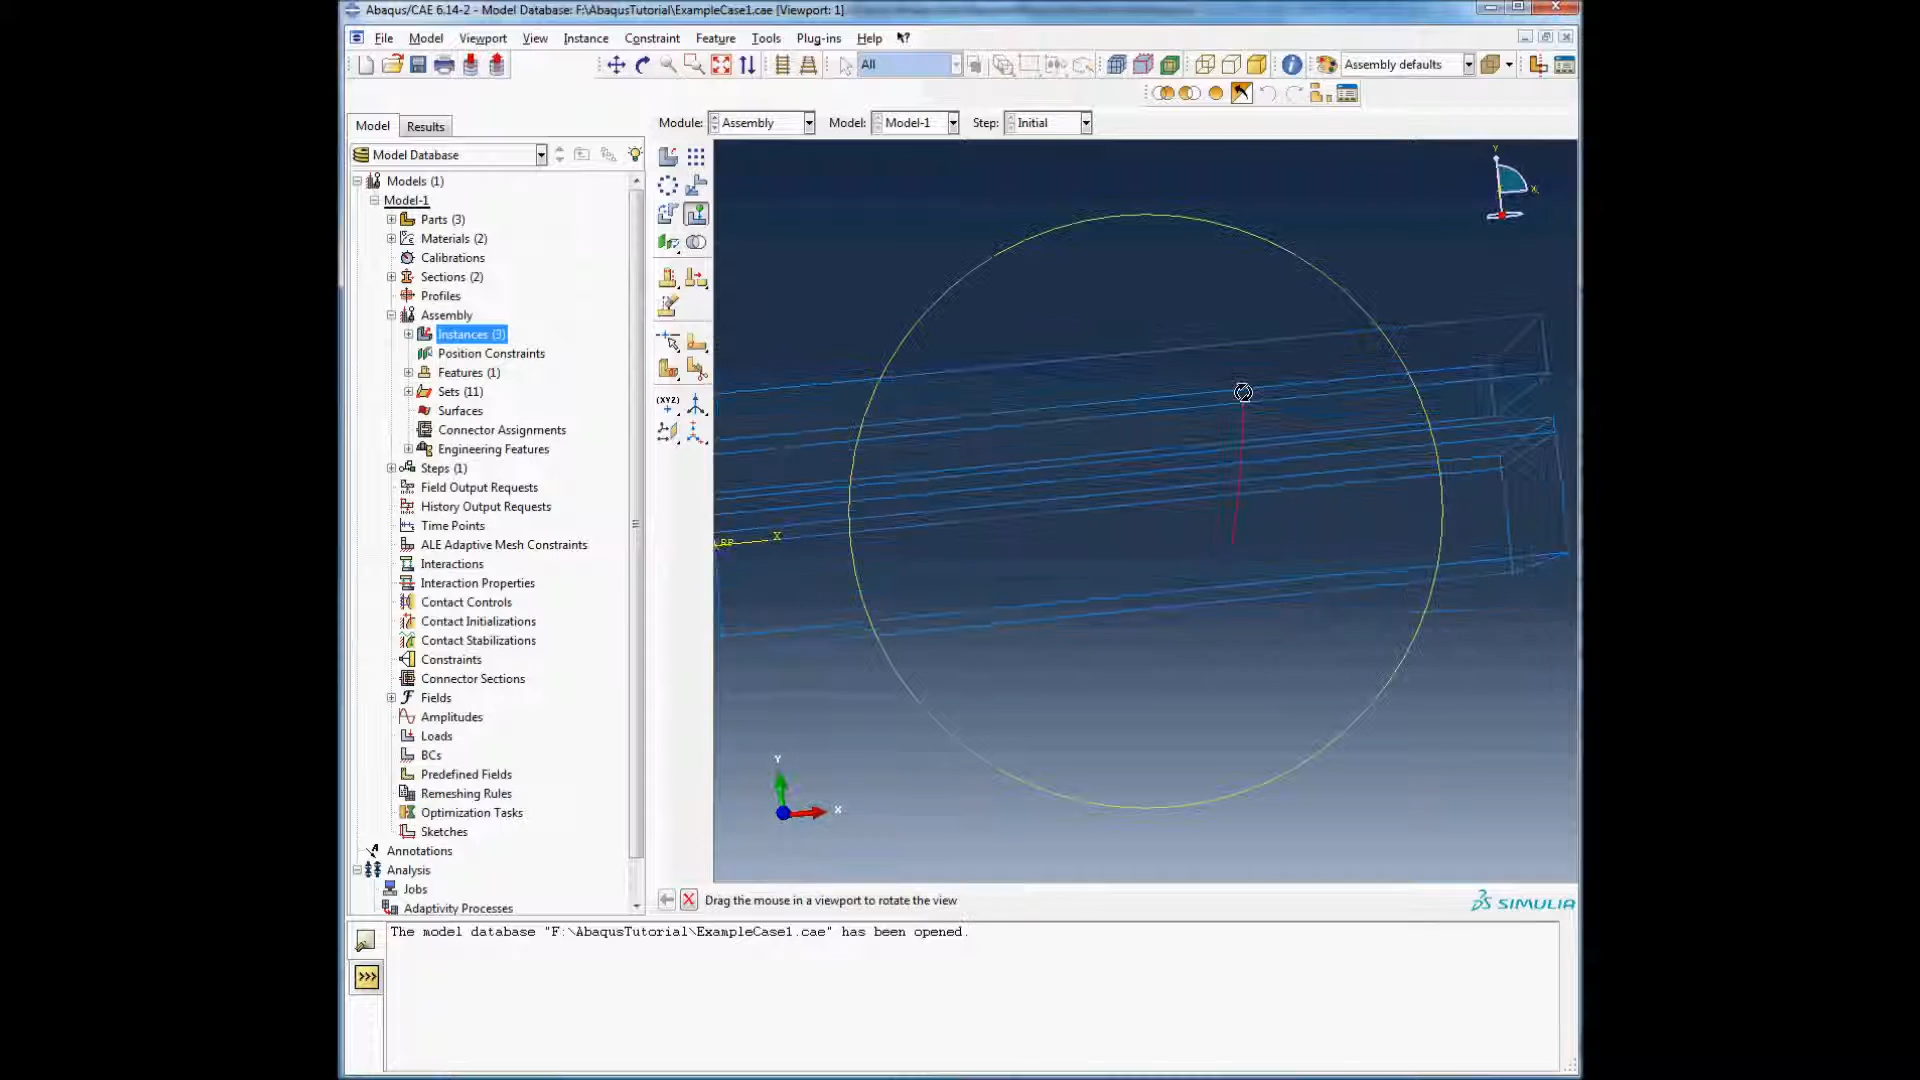 Abaqus/CAE 6.14-2 - Model Database: F:\AbaqusTutorial\ExampleCase1.cae [Viewport: 1]
File Model Viewport View Instance Constraint Feature Tools Plug-ins Help
All
Assembly defaults
Model Results
Module: Assembly Model: Model-1 Step: Initial
Model Database
Models (1)
Model-1
Parts (3)
Materials (2)
Calibrations
Sections (2)
Profiles
Assembly
Instances (3)
Position Constraints
Features (1)
Sets (11)
Surfaces
Connector Assignments
Engineering Features
Steps (1)
Field Output Requests
History Output Requests
Time Points
ALE Adaptive Mesh Constraints
Interactions
Interaction Properties
Contact Controls
Contact Initializations
Contact Stabilizations
Constraints
Connector Sections
Fields
Amplitudes
Loads
BCs
Predefined Fields
Remeshing Rules
Optimization Tasks
Sketches
Annotations
Analysis
Jobs
Adaptivity Processes
(XYZ)
Y
X
RP
X
Y
X
Drag the mouse in a viewport to rotate the view
SIMULIA
The model database "F:\AbaqusTutorial\ExampleCase1.cae" has been opened.
>>>